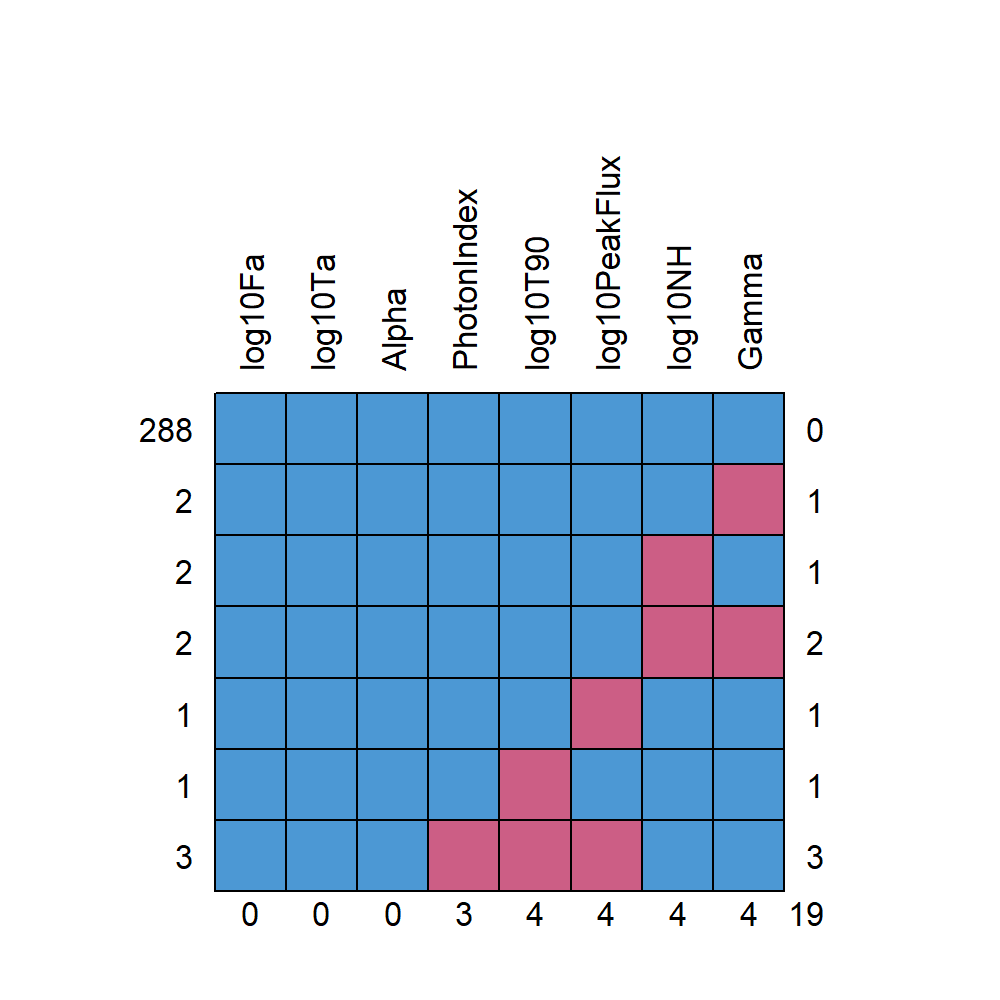 log10Fa
log10Ta
Alpha
PhotonIndex
log10T90
log10PeakFlux
log10NH
Gamma
288 0
2 1
2 1
2 2
1 1
1 1
3 3
0 0 0 3 4 4 4 4 19